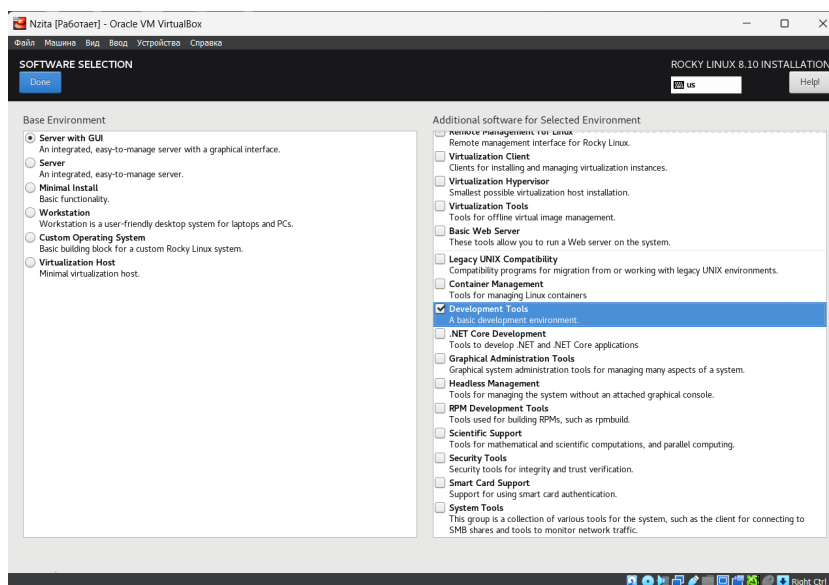 Nzita [Работает] - Oracle VM VirtualBox
Файл Машина Вид Ввод Устройства Справка
SOFTWARE SELECTION
ROCKY LINUX 8.10 INSTALLATION
Done
us
Help!
Base Environment
Server with GUI
An integrated, easy-to-manage server with a graphical interface.
Server
An integrated, easy-to-manage server.
Minimal Install
Basic functionality.
Workstation
Workstation is a user-friendly desktop system for laptops and PCs.
Custom Operating System
Basic building block for a custom Rocky Linux system.
Virtualization Host
Minimal virtualization host.
Additional software for Selected Environment
Remote Management for Linux
Remote management interface for Rocky Linux.
Virtualization Client
Clients for installing and managing virtualization instances.
Virtualization Hypervisor
Smallest possible virtualization host installation.
Virtualization Tools
Tools for offline virtual image management.
Basic Web Server
These tools allow you to run a Web server on the system.
Legacy UNIX Compatibility
Compatibility programs for migration from or working with legacy UNIX environments.
Container Management
Tools for managing Linux containers
Development Tools
A basic development environment.
.NET Core Development
Tools to develop .NET and .NET Core applications
Graphical Administration Tools
Graphical system administration tools for managing many aspects of a system.
Headless Management
Tools for managing the system without an attached graphical console.
RPM Development Tools
Tools used for building RPMs, such as rpmbuild.
Scientific Support
Tools for mathematical and scientific computations, and parallel computing.
Security Tools
Security tools for integrity and trust verification.
Smart Card Support
Support for using smart card authentication.
System Tools
This group is a collection of various tools for the system, such as the client for connecting to
SMB shares and tools to monitor network traffic.
Right Ctrl